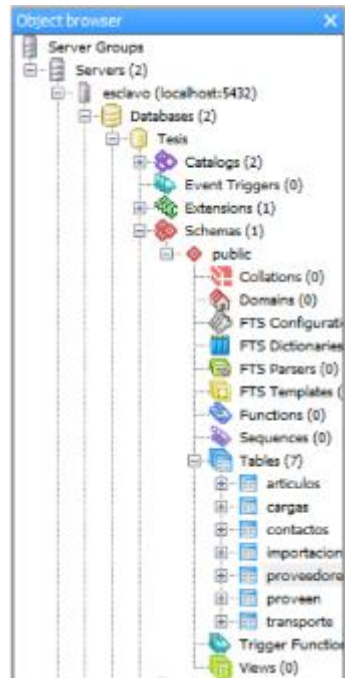 Object browser
Server Groups
Servers (2)
esclavo (localhost:5432)
Databases (2)
Tesis
Catalogs (2)
Event Triggers (0)
Extensions (1)
Schemas (1)
public
Collations (0)
Domains (0)
FTS Configurati
FTS Dictionaries
FTS Parsers (0)
FTS Templates (
Functions (0)
Sequences (0)
Tables (7)
articulos
cargas
contactos
importacion
proveedore
proveen
transporte
Trigger Function
Views (0)